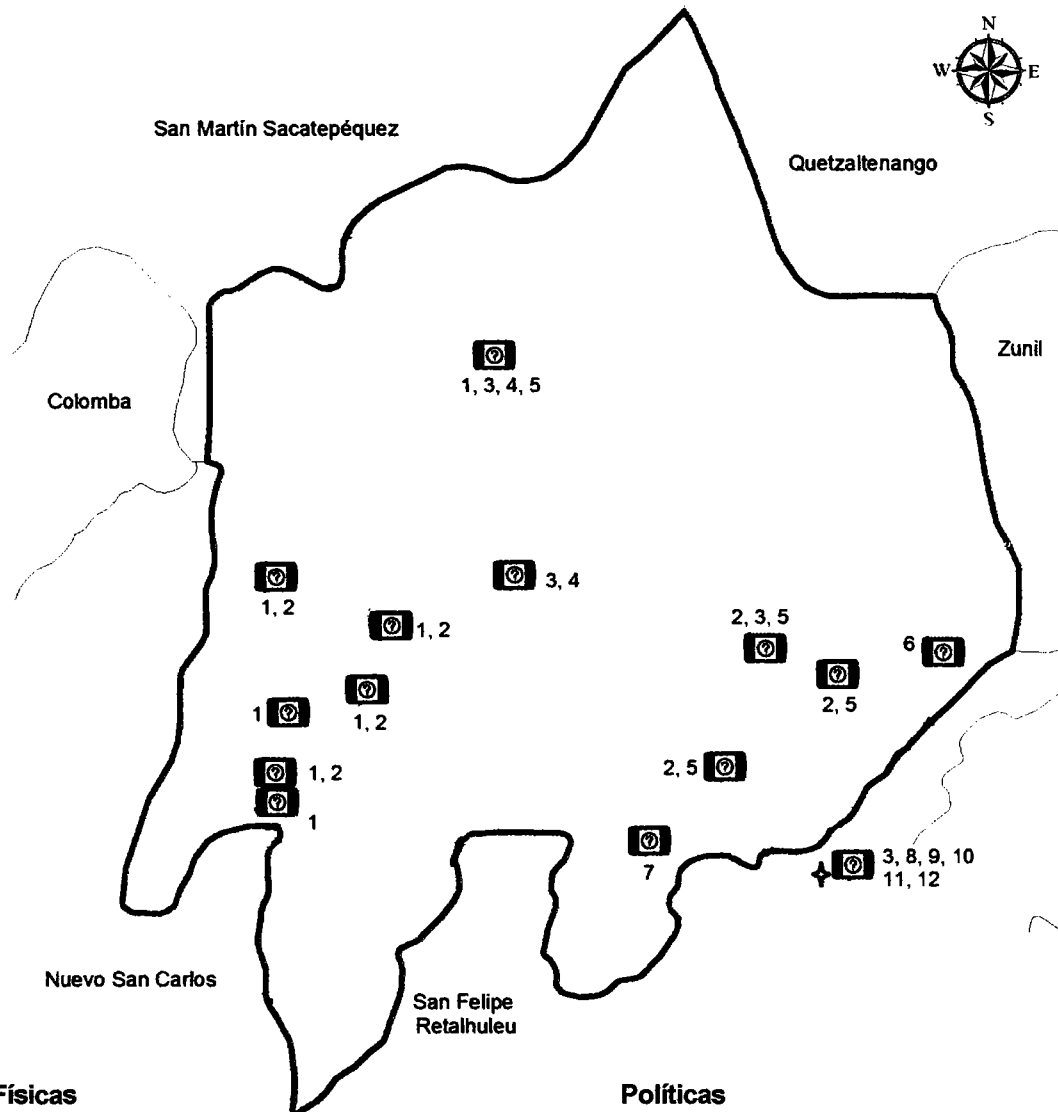 N
W E
S
San Martín Sacatepéquez
Quetzaltenango
Zunil
Colomba
1, 3, 4, 5
3, 4
1, 2
1, 2
2, 3, 5
6
2, 5
1, 2
1
2, 5
1, 2
1
7
3, 8, 9, 10
11, 12
Nuevo San Carlos
San Felipe
Retalhuleu
Físicas
Políticas